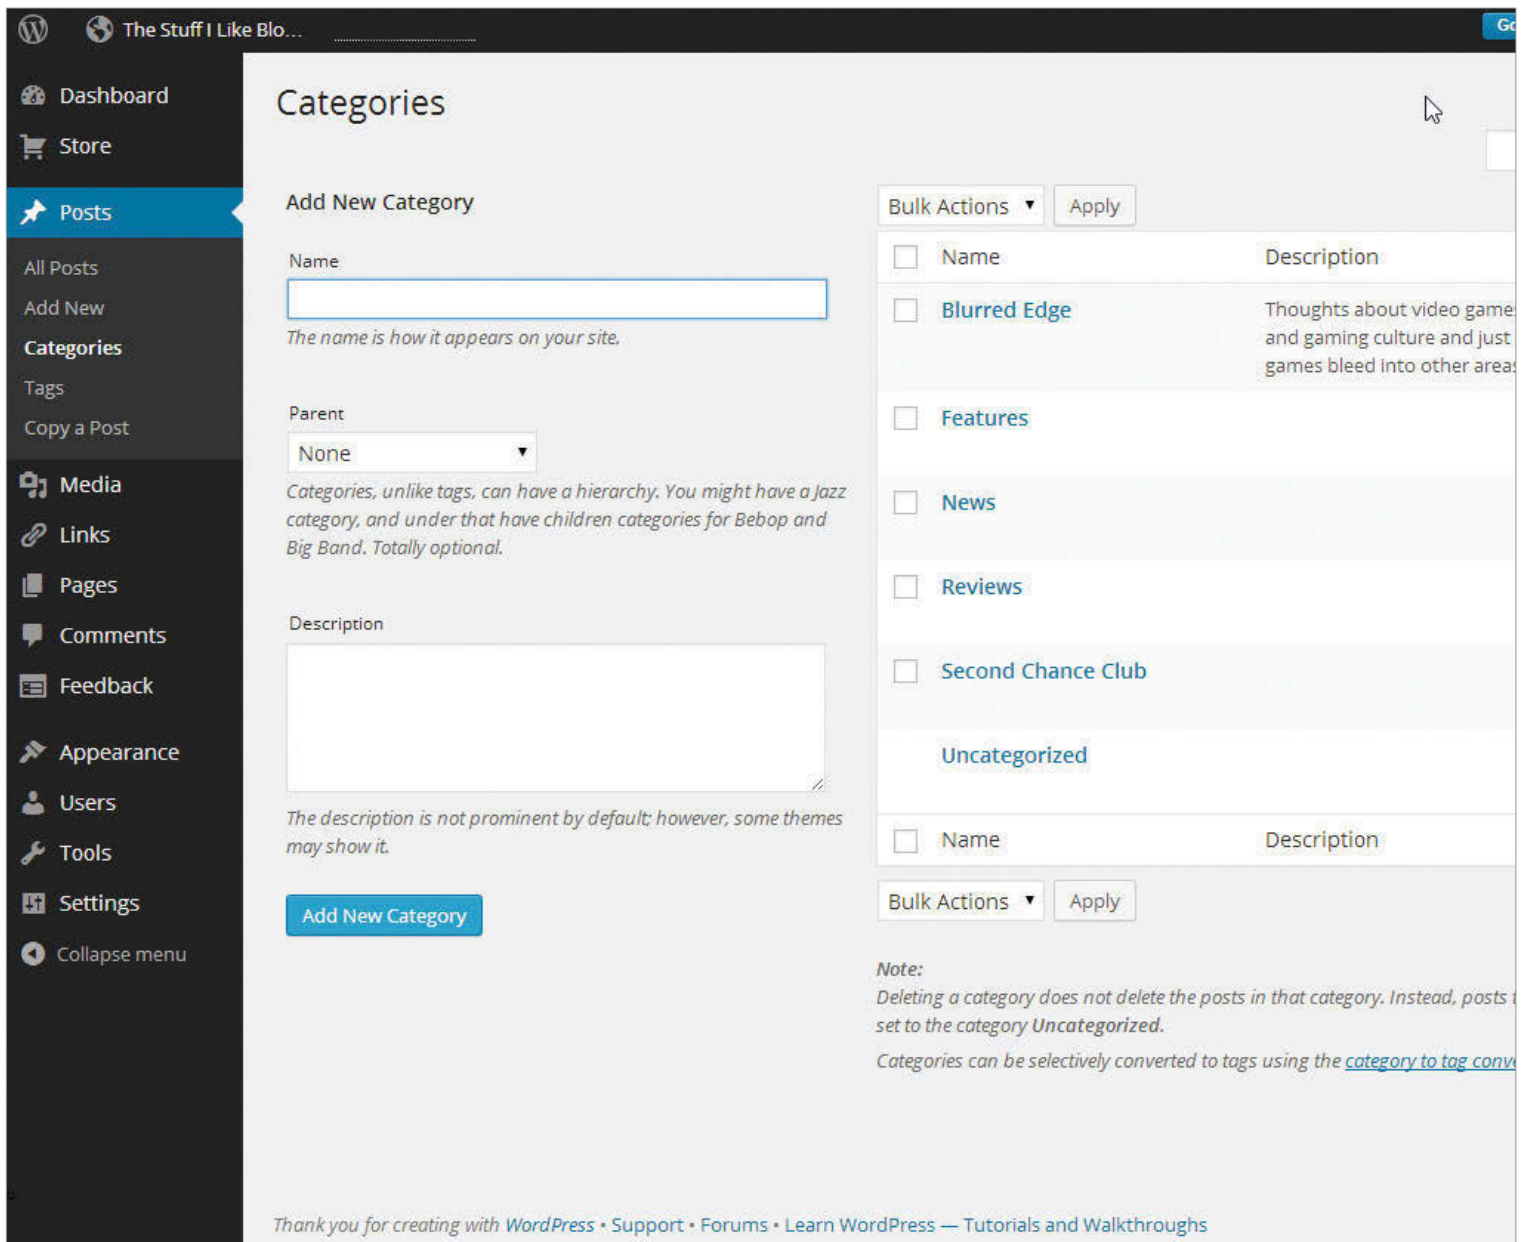 The Stuff I Like Blo...
Dashboard
Store
Posts
All Posts
Add New
Categories
Tags
Copy a Post
Media
Links
Pages
Comments
Feedback
Appearance
Users
Tools
Settings
Collapse menu
Categories
Add New Category
Name
The name is how it appears on your site.
Parent
None
Categories, unlike tags, can have a hierarchy. You might have a Jazz
category, and under that have children categories for Bebop and
Big Band. Totally optional.
Description
The description is not prominent by default; however, some themes
may show it.
Add New Category
Bulk Actions Apply
Name Description
Blurred Edge
Thoughts about video games
and gaming culture and just
games bleed into other areas
Features
News
Reviews
Second Chance Club
Uncategorized
Name Description
Bulk Actions Apply
Note:
Deleting a category does not delete the posts in that category. Instead, posts
set to the category Uncategorized.
Categories can be selectively converted to tags using the category to tag
Thank you for creating with WordPress • Support • Forums • Learn WordPress — Tutorials and Walkthroughs